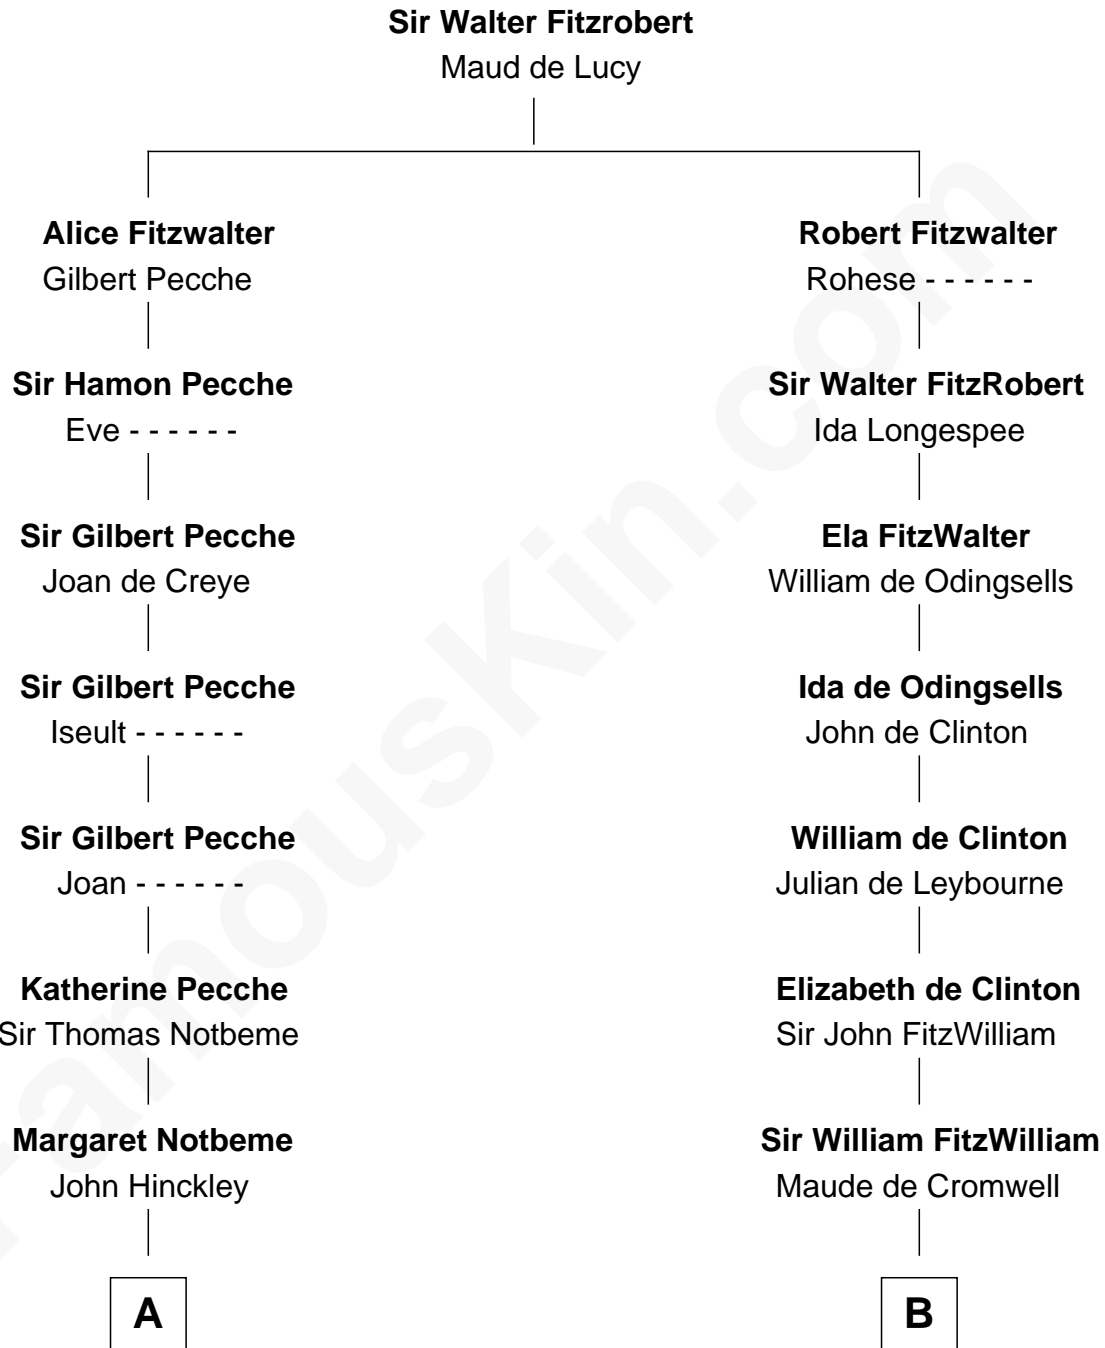 Sir Walter Fitzrobert
Maud de Lucy
Alice Fitzwalter
Gilbert Pecche
Robert Fitzwalter
Rohese - - - - - -
Sir Hamon Pecche
Eve - - - - - -
Sir Walter FitzRobert
Ida Longespee
Sir Gilbert Pecche
Joan de Creye
Ela FitzWalter
William de Odingsells
Sir Gilbert Pecche
Iseult - - - - - -
Ida de Odingsells
John de Clinton
Sir Gilbert Pecche
Joan - - - - - -
William de Clinton
Julian de Leybourne
Katherine Pecche
Sir Thomas Notbeme
Elizabeth de Clinton
Sir John FitzWilliam
Margaret Notbeme
John Hinckley
Sir William FitzWilliam
Maude de Cromwell
A
B
FamousKin.com